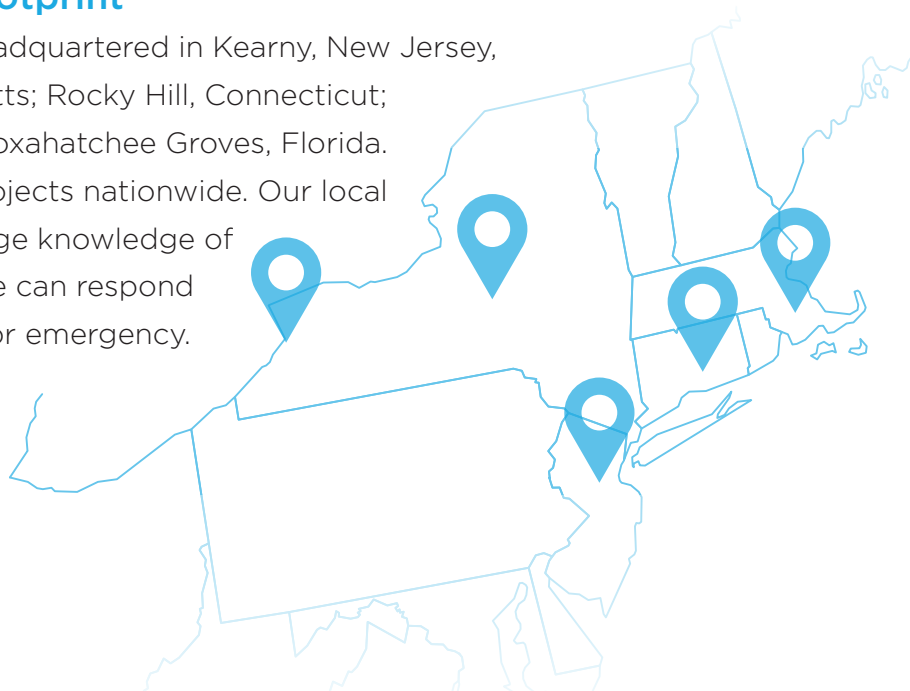 otprint
adquartered in Kearny, New Jersey,
tts; Rocky Hill, Connecticut;
oxahatchee Groves, Florida.
ojects nationwide. Our local
ge knowledge of
e can respond
or emergency.